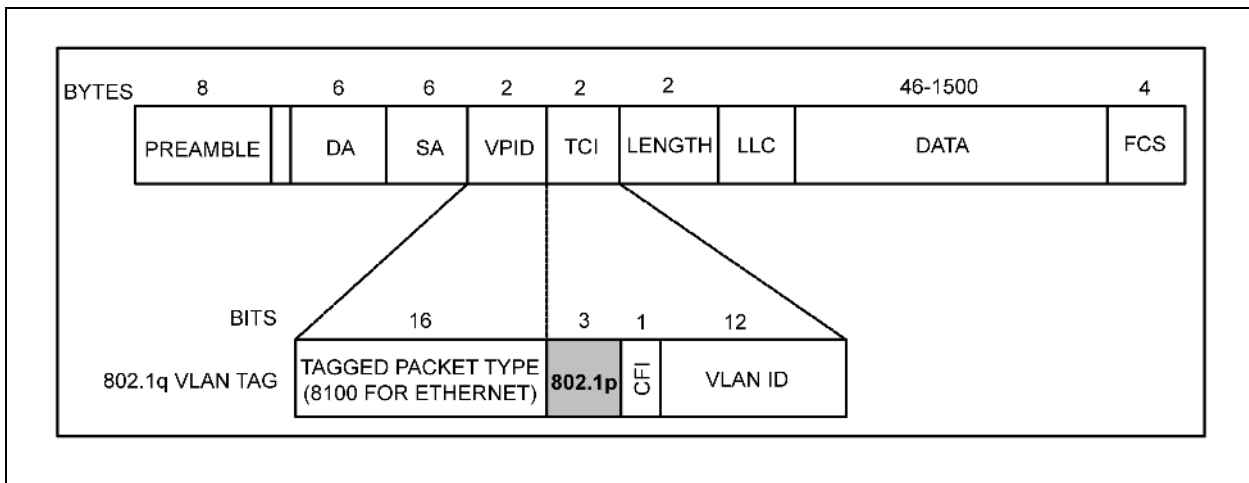 BYTES 8 6 6 2 2 2 46-1500 4
PREAMBLE DA SA VPID TCI LENGTH LLC DATA FCS
BITS 16 3 1 12
802.1q VLAN TAG
TAGGED PACKET TYPE
(8100 FOR ETHERNET)
802.1p
CFI
VLAN ID